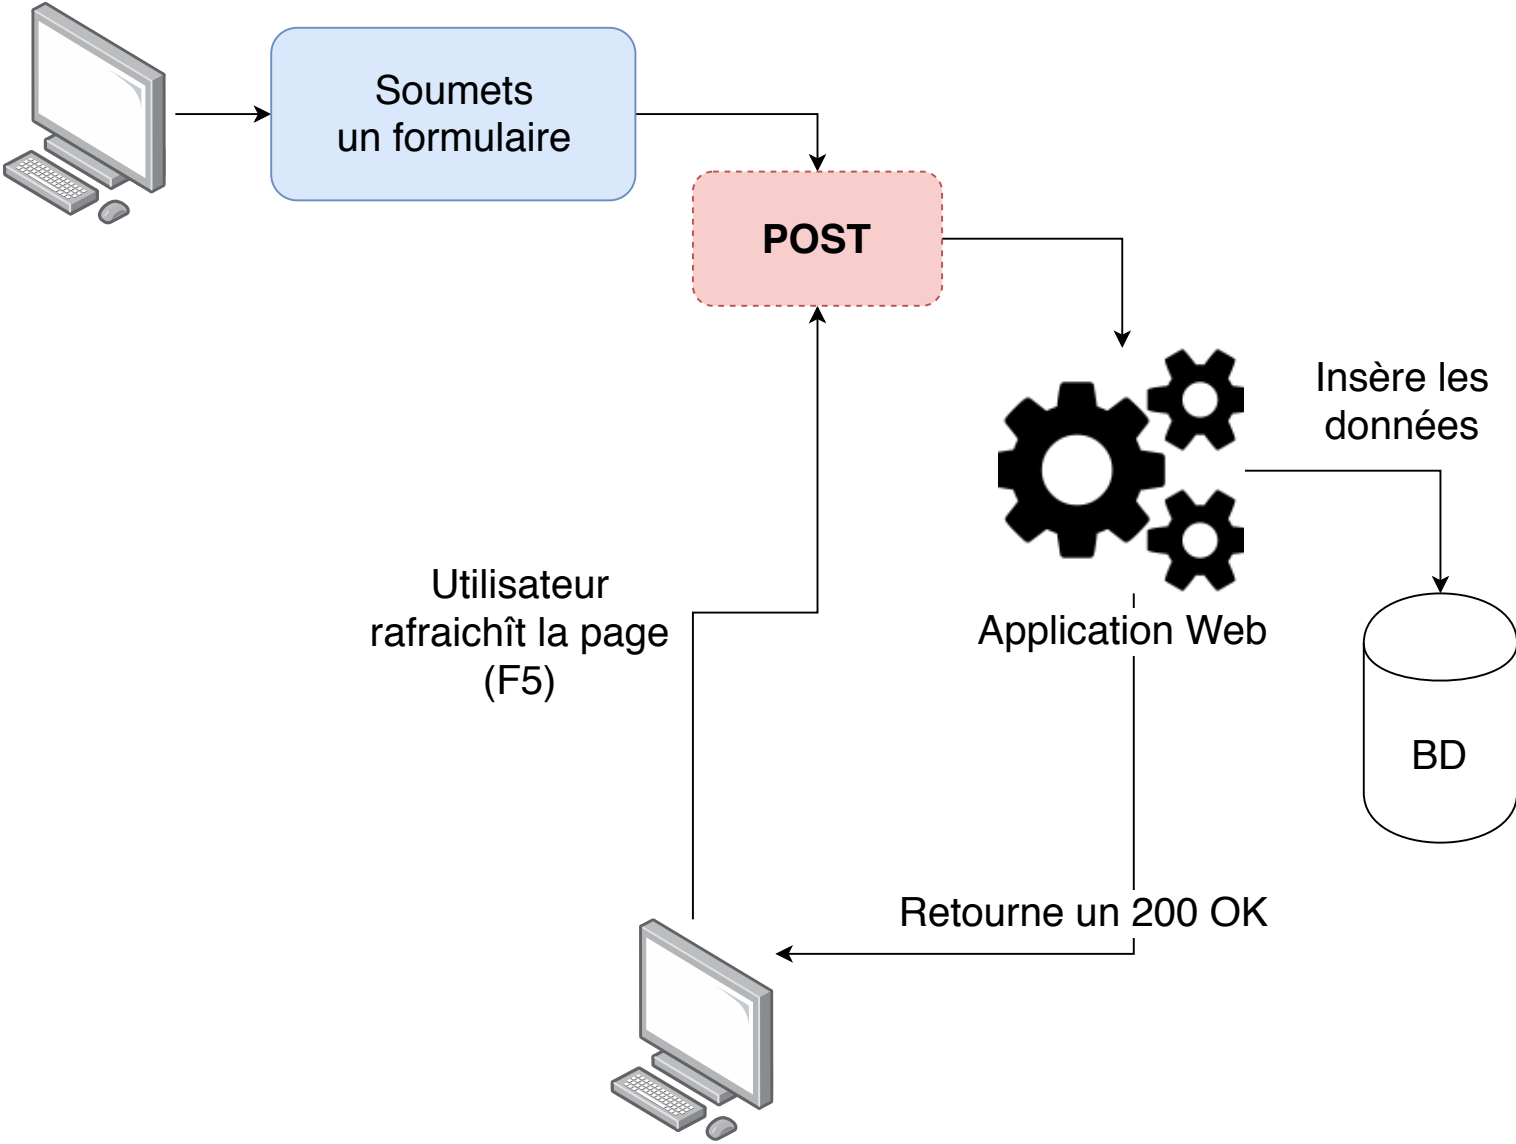 Soumets
un formulaire
POST
Insère les
données
Utilisateur
rafraichît la page
(F5)
Application Web
BD
Retourne un 200 OK